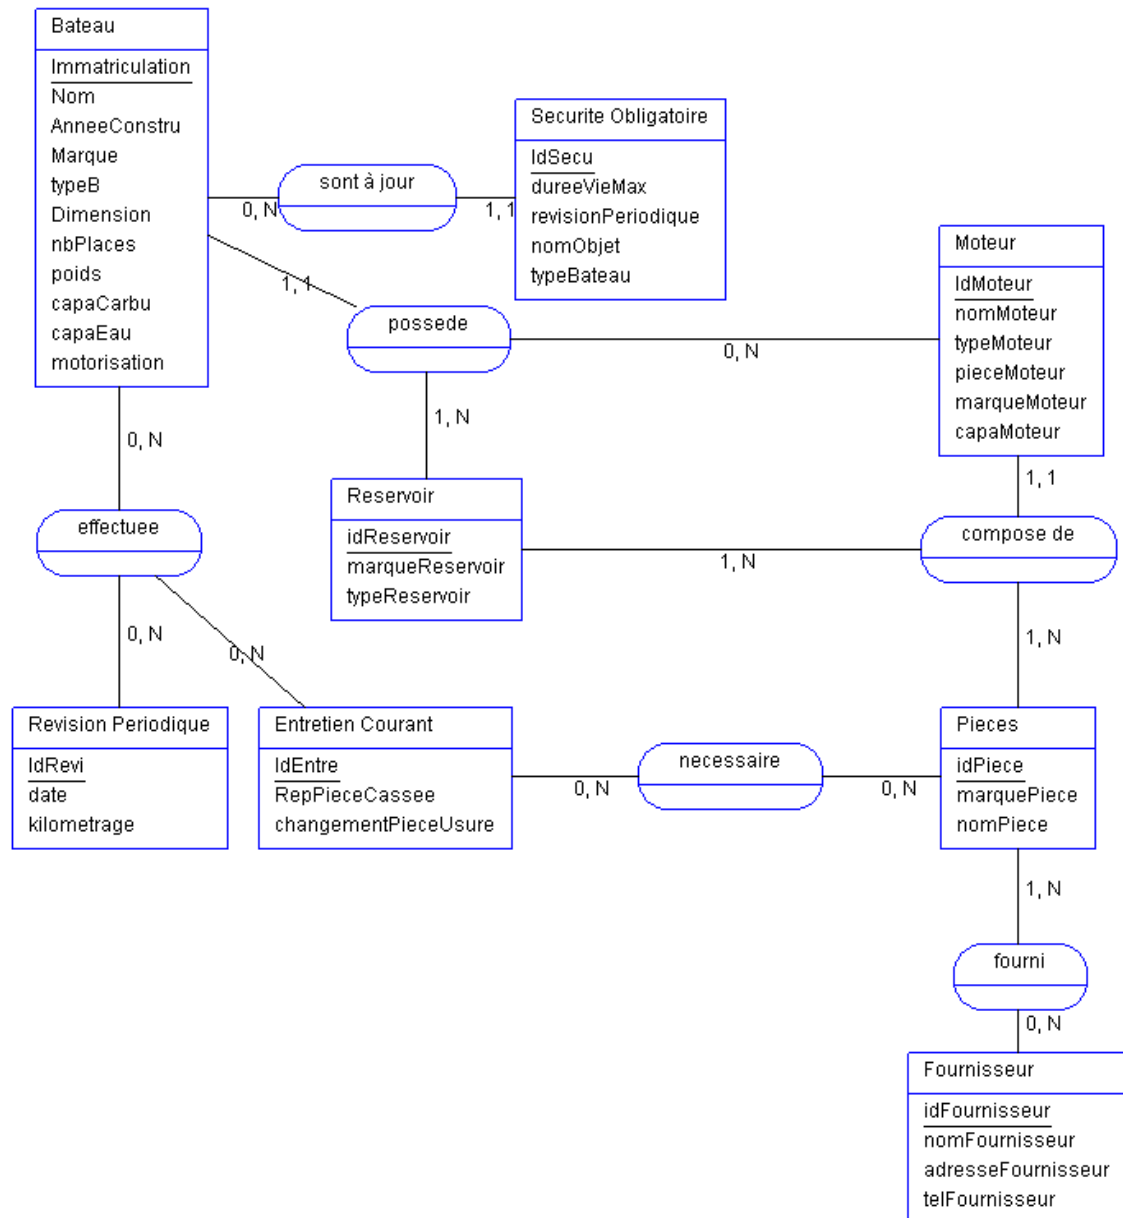 Bateau
Immatriculation
Nom
AnneeConstru
Marque
typeB
Dimension
nbPlaces
poids
capaCarbu
capaEau
motorisation
sont à jour
0, N
1, 1
Sécurite Obligatoire
IdSecu
dureeVieMax
revisionPeriodique
nomObjet
typeBateau
1, 1
possede
0, N
1, N
Moteur
IdMoteur
nomMoteur
typeMoteur
pieceMoteur
marqueMoteur
capaMoteur
0, N
1, 1
Reservoir
idReservoir
marqueReservoir
typeReservoir
effectuee
compose de
1, N
0, N
0, N
1, N
Revision Periodique
IdRevi
date
kilometrage
Entretien Courant
IdEntre
RepPieceCassee
changementPieceUsure
necessaire
0, N
0, N
Pieces
idPiece
marquePiece
nomPiece
1, N
fourni
0, N
Fournisseur
idFournisseur
nomFournisseur
adresseFournisseur
telFournisseur